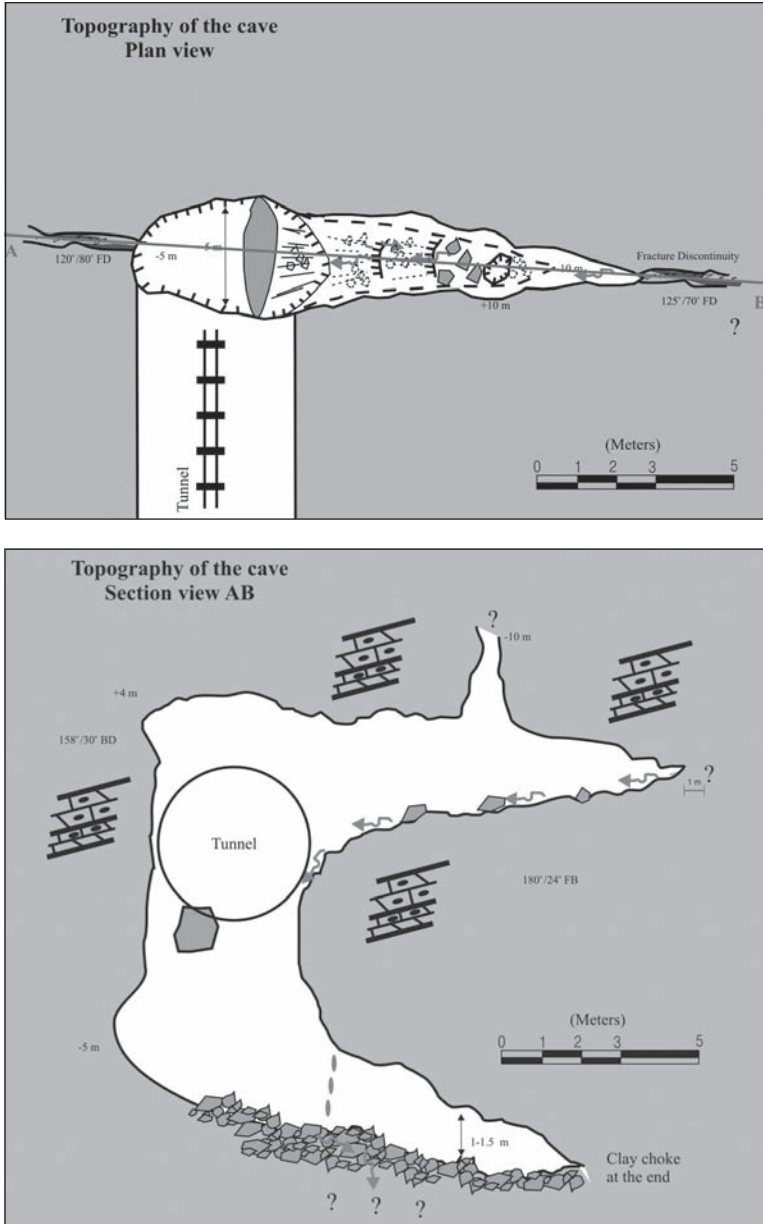 Topography of the cave
Plan view
A
120°/80° FD
-5 m
5 m
-10 m
+10 m
Fracture Discontinuity
125°/70° FD
B
?
Tunnel
(Meters)
0 1 2 3 5
Topography of the cave
Section view AB
?
-10 m
+4 m
158°/30° BD
?
1 m
Tunnel
180°/24° FB
-5 m
(Meters)
0 1 2 3 5
1-1.5 m
Clay choke
at the end
? ? ?